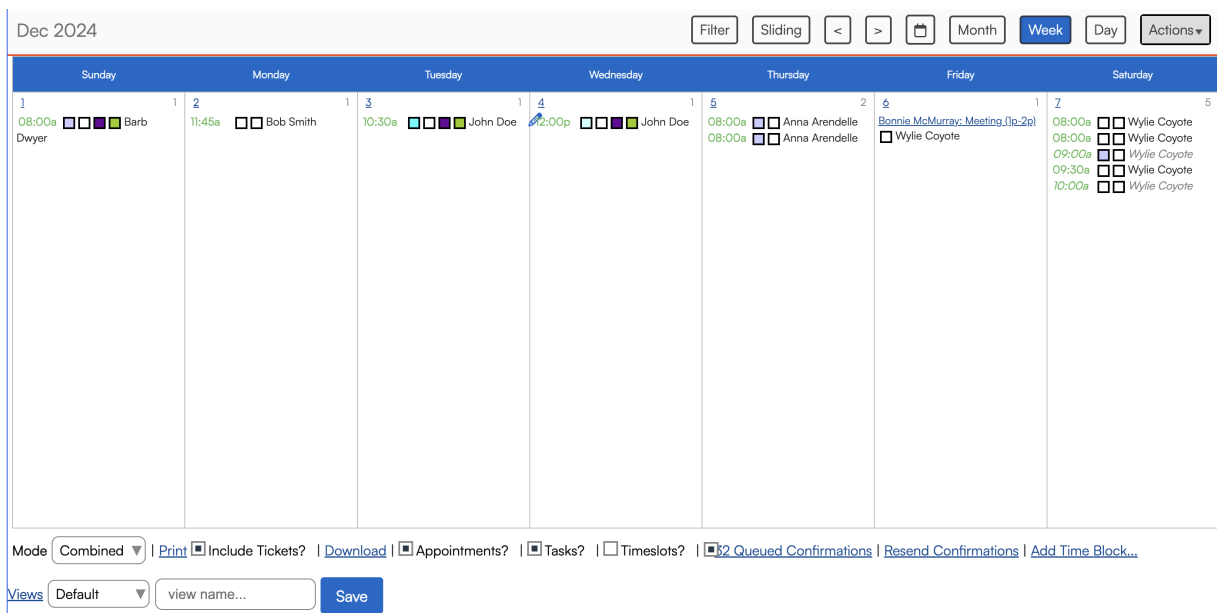 Dec 2024
Filter Sliding < > Month Week Day Actions▾
Sunday Monday Tuesday Wednesday Thursday Friday Saturday
1 1 2 1 3 1 4 1 5 2 6 1 7 5
08:00a Barb
Dwyer
11:45a Bob Smith
10:30a John Doe
12:00p John Doe
08:00a Anna Arendelle
08:00a Anna Arendelle
Bonnie McMurray: Meeting (1p-2p)
Wylie Coyote
08:00a Wylie Coyote
08:00a Wylie Coyote
09:00a Wylie Coyote
09:30a Wylie Coyote
10:00a Wylie Coyote
Mode Combined ▼ | Print Include Tickets? | Download | Appointments? | Tasks? | Timeslots? | 32 Queued Confirmations | Resend Confirmations | Add Time Block...
Views Default ▼ view name... Save